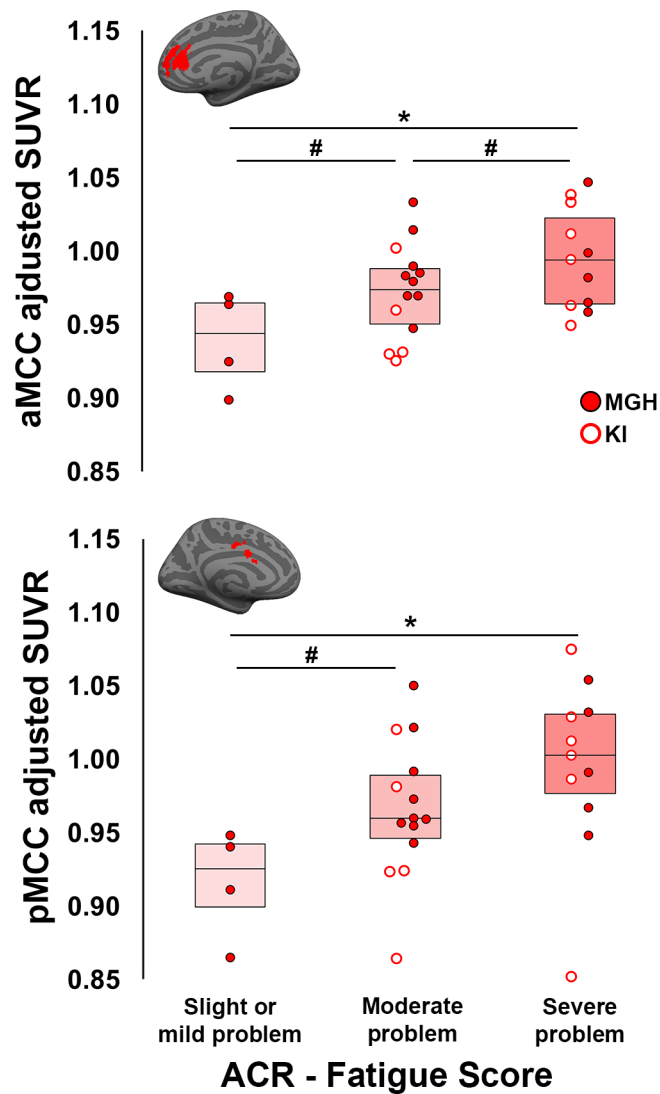 aMCC ajdusted SUVR
1.15
1.10
1.05
1.00
0.95
0.90
0.85
*
#
#
MGH
KI
pMCC adjusted SUVR
1.15
1.10
1.05
1.00
0.95
0.90
0.85
*
#
Slight or
mild problem
Moderate
problem
Severe
problem
ACR - Fatigue Score